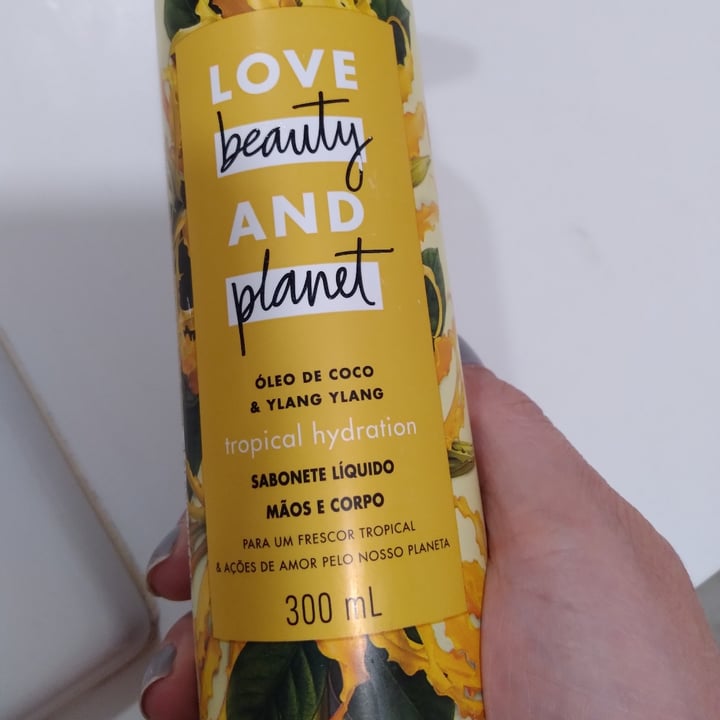 LOVE
beauty
AND
planet
ÓLEO DE COCO
& YLANG YLANG
tropical hydration
SABONETE LÍQUIDO
MÃOS E CORPO
PARA UM FRESCOR TROPICAL
& AÇÕES DE AMOR PELO NOSSO PLANETA
300 mL